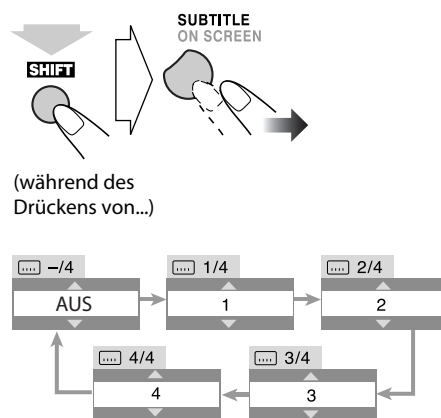 SUBTITLE
ON SCREEN
SHIFT
(während des
Drückens von...)
–/4
AUS
1/4
1
2/4
2
3/4
3
4/4
4